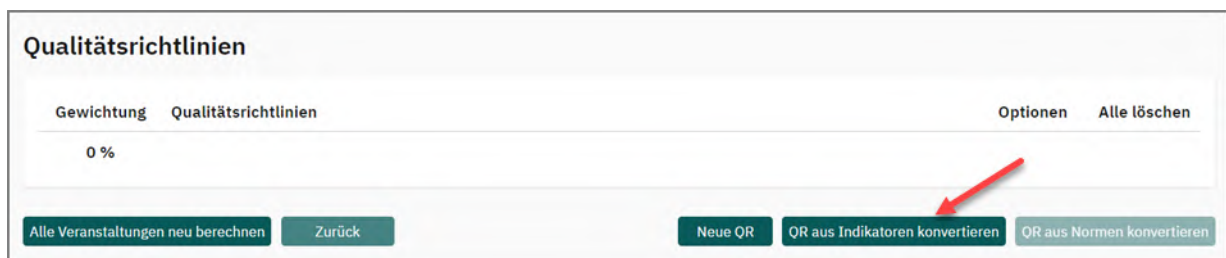 Qualitätsrichtlinien
Gewichtung Qualitätsrichtlinien Optionen Alle löschen
0 %
Alle Veranstaltungen neu berechnen Zurück Neue QR QR aus Indikatoren konvertieren QR aus Normen konvertieren